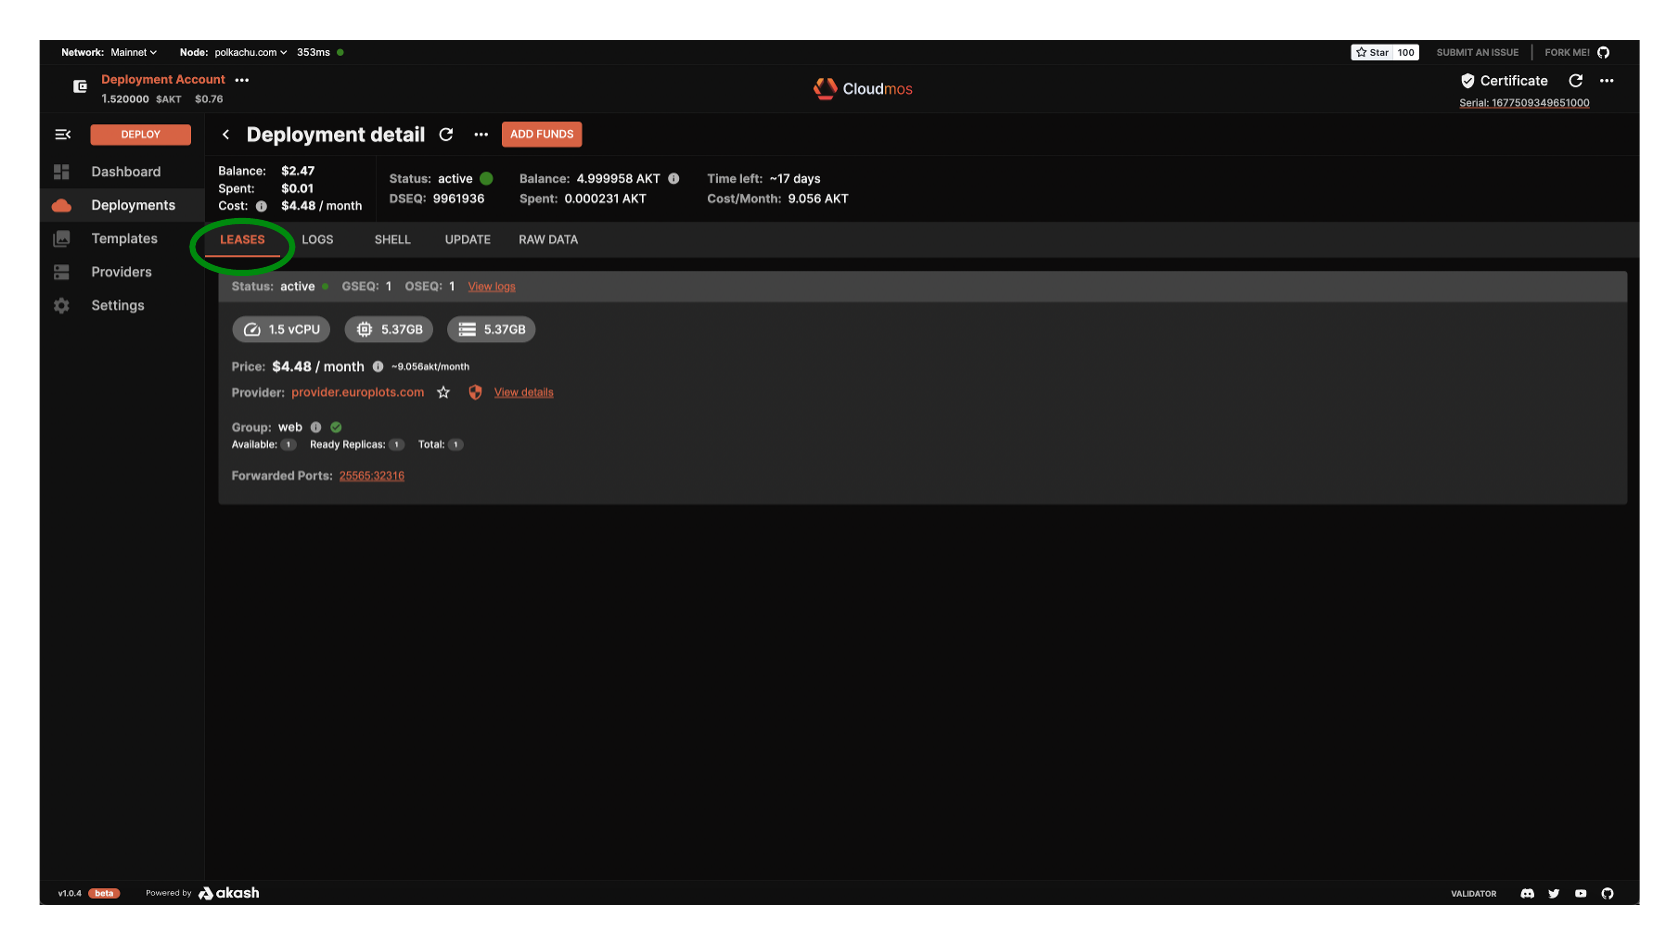 Network: Mainnet Node: polkachu.com 353ms Star 100 SUBMIT AN ISSUE FORK ME!
Deployment Account ...
1.520000 $AKT $0.76
Cloudmos
Certificate ...
Serial: 1677509349651000
DEPLOY
Deployment detail ... ADD FUNDS
Dashboard
Deployments
Templates
Providers
Settings
Balance: $2.47
Spent: $0.01
Cost: $4.48 / month
Status: active Balance: 4.999958 AKT Time left: ~17 days
DSEQ: 9961936 Spent: 0.000231 AKT Cost/Month: 9.056 AKT
LEASES LOGS SHELL UPDATE RAW DATA
Status: active GSEQ: 1 OSEQ: 1 View logs
1.5 vCPU 5.37GB 5.37GB
Price: $4.48 / month ~9.056akt/month
Provider: provider.europlots.com View details
Group: web
Available: 1 Ready Replicas: 1 Total: 1
Forwarded Ports: 25565:32316
v1.0.4 beta Powered by akash VALIDATOR